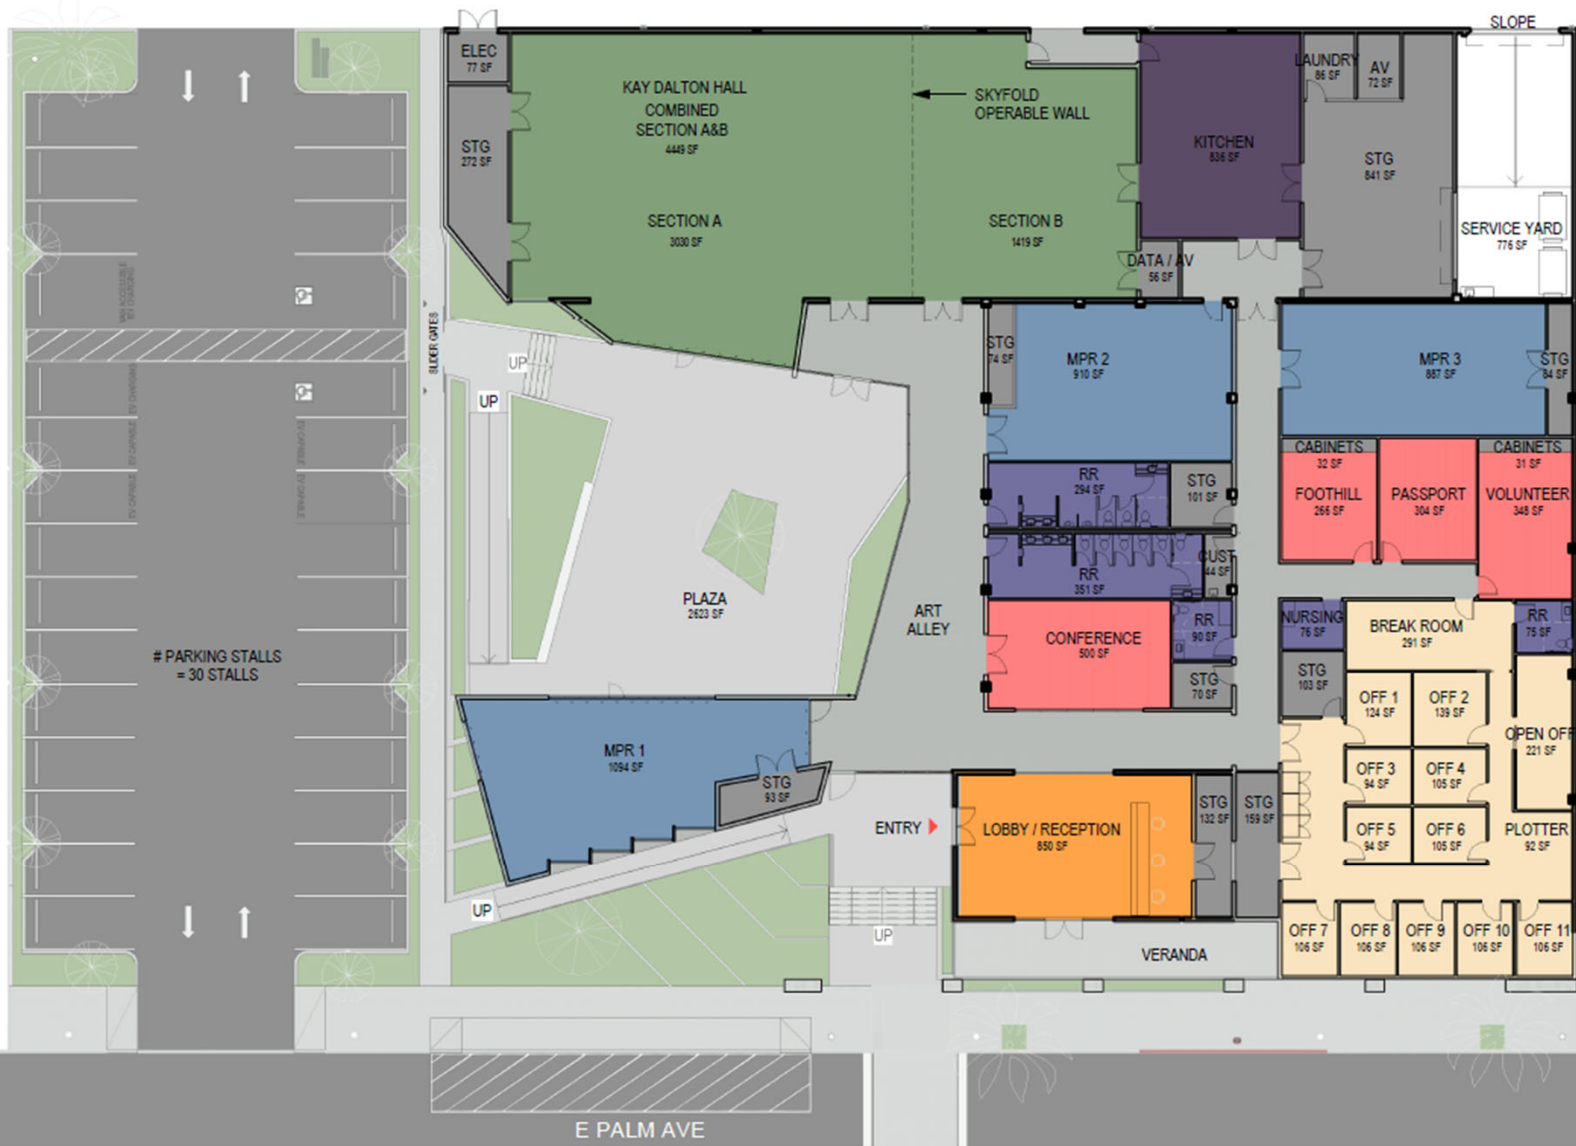 SLOPE
ELEC
77 SF
KAY DALTON HALL
COMBINED
SECTION A&B
4449 SF
SKYFOLD
OPERABLE WALL
LAUNDRY
86 SF
AV
72 SF
STG
272 SF
KITCHEN
836 SF
STG
841 SF
SECTION A
3030 SF
SECTION B
1419 SF
SERVICE YARD
776 SF
DATA / AV
56 SF
SLIDER GATES
UP
UP
STG
74 SF
MPR 2
910 SF
MPR 3
887 SF
STG
84 SF
CABINETS
32 SF
CABINETS
31 SF
RR
294 SF
STG
101 SF
FOOTHILL
266 SF
PASSPORT
304 SF
VOLUNTEER
348 SF
EV CAPABLE
EV CAPABLE
RR
351 SF
CUST
44 SF
PLAZA
2623 SF
ART
ALLEY
CONFERENCE
500 SF
RR
90 SF
NURSING
76 SF
BREAK ROOM
291 SF
RR
75 SF
# PARKING STALLS
= 30 STALLS
STG
70 SF
STG
103 SF
OFF 1
124 SF
OFF 2
139 SF
OPEN OFF
221 SF
MPR 1
1094 SF
STG
93 SF
OFF 3
94 SF
OFF 4
105 SF
ENTRY
LOBBY / RECEPTION
850 SF
STG
132 SF
STG
159 SF
OFF 5
94 SF
OFF 6
105 SF
PLOTTER
92 SF
UP
UP
VERANDA
OFF 7
106 SF
OFF 8
106 SF
OFF 9
106 SF
OFF 10
106 SF
OFF 11
106 SF
E PALM AVE